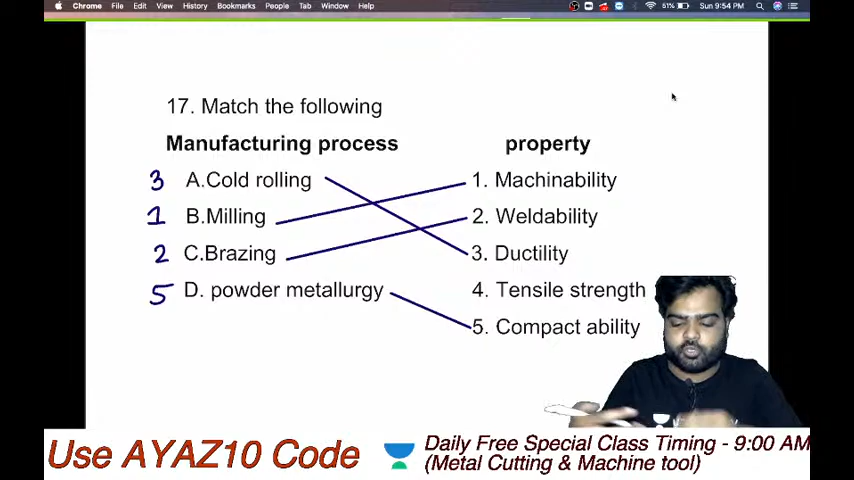 Chrome File Edit View History Bookmarks People Tab Window Help 51% Sun 9:54 PM
17. Match the following
Manufacturing process property
3 A.Cold rolling 1. Machinability
1 B.Milling 2. Weldability
2 C.Brazing 3. Ductility
5 D. powder metallurgy 4. Tensile strength
5. Compact ability
Use AYAZ10 Code
Daily Free Special Class Timing - 9:00 AM
(Metal Cutting & Machine tool)